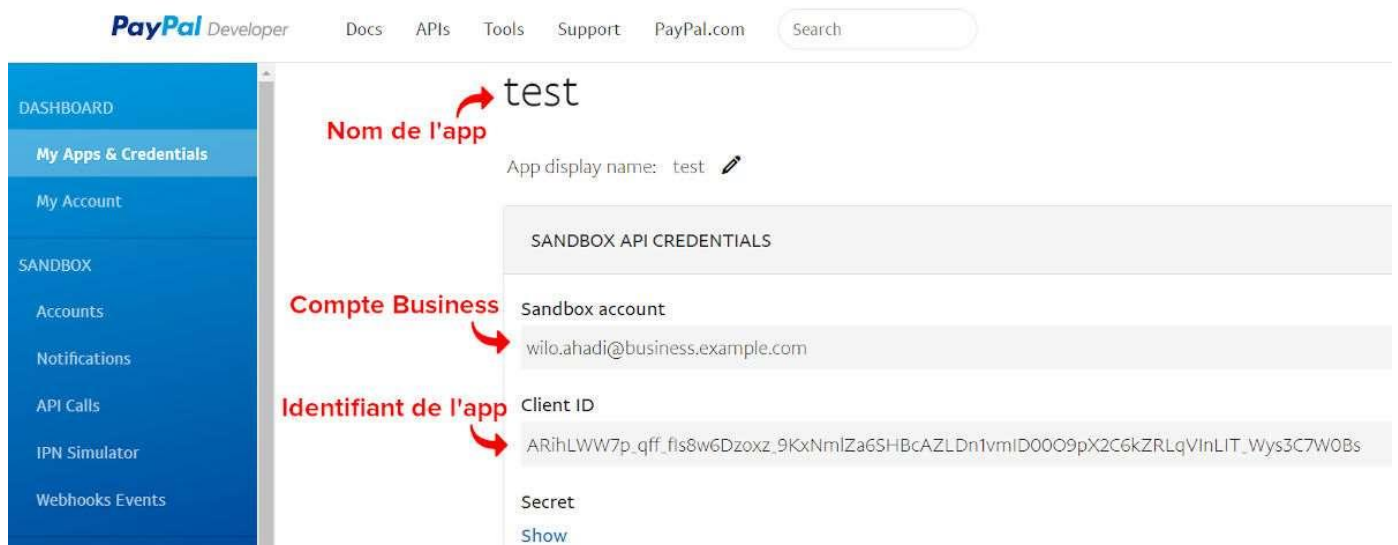 PayPal Developer Docs APIs Tools Support PayPal.com Search
DASHBOARD
My Apps & Credentials
My Account
SANDBOX
Accounts
Notifications
API Calls
IPN Simulator
Webhooks Events
test
Nom de l'app
App display name: test
SANDBOX API CREDENTIALS
Compte Business
Sandbox account
wilo.ahadi@business.example.com
Identifiant de l'app
Client ID
ARihLWW7p_qff_fIs8w6Dzoxz_9KxNmlZa6SHBcAZLDn1vmID00O9pX2C6kZRLqVInLIT_Wys3C7W0Bs
Secret
Show